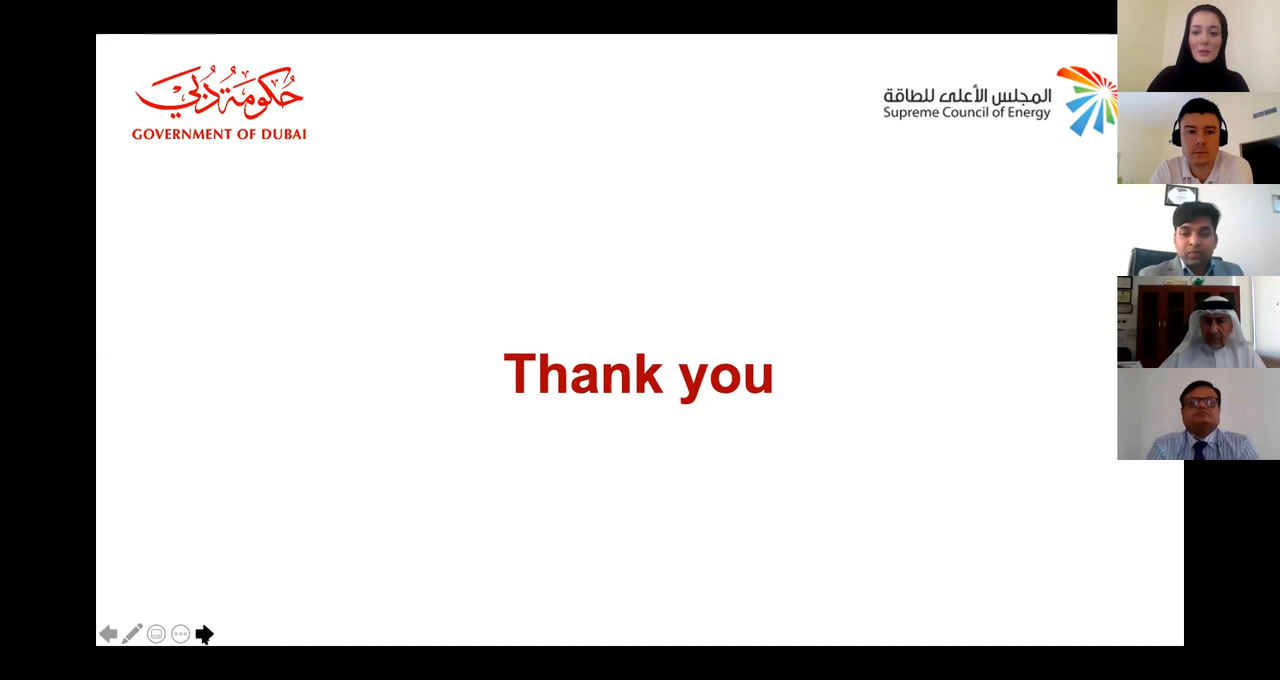 حكومة دبي
GOVERNMENT OF DUBAI
المجلس الأعلى للطاقة
Supreme Council of Energy
Thank you